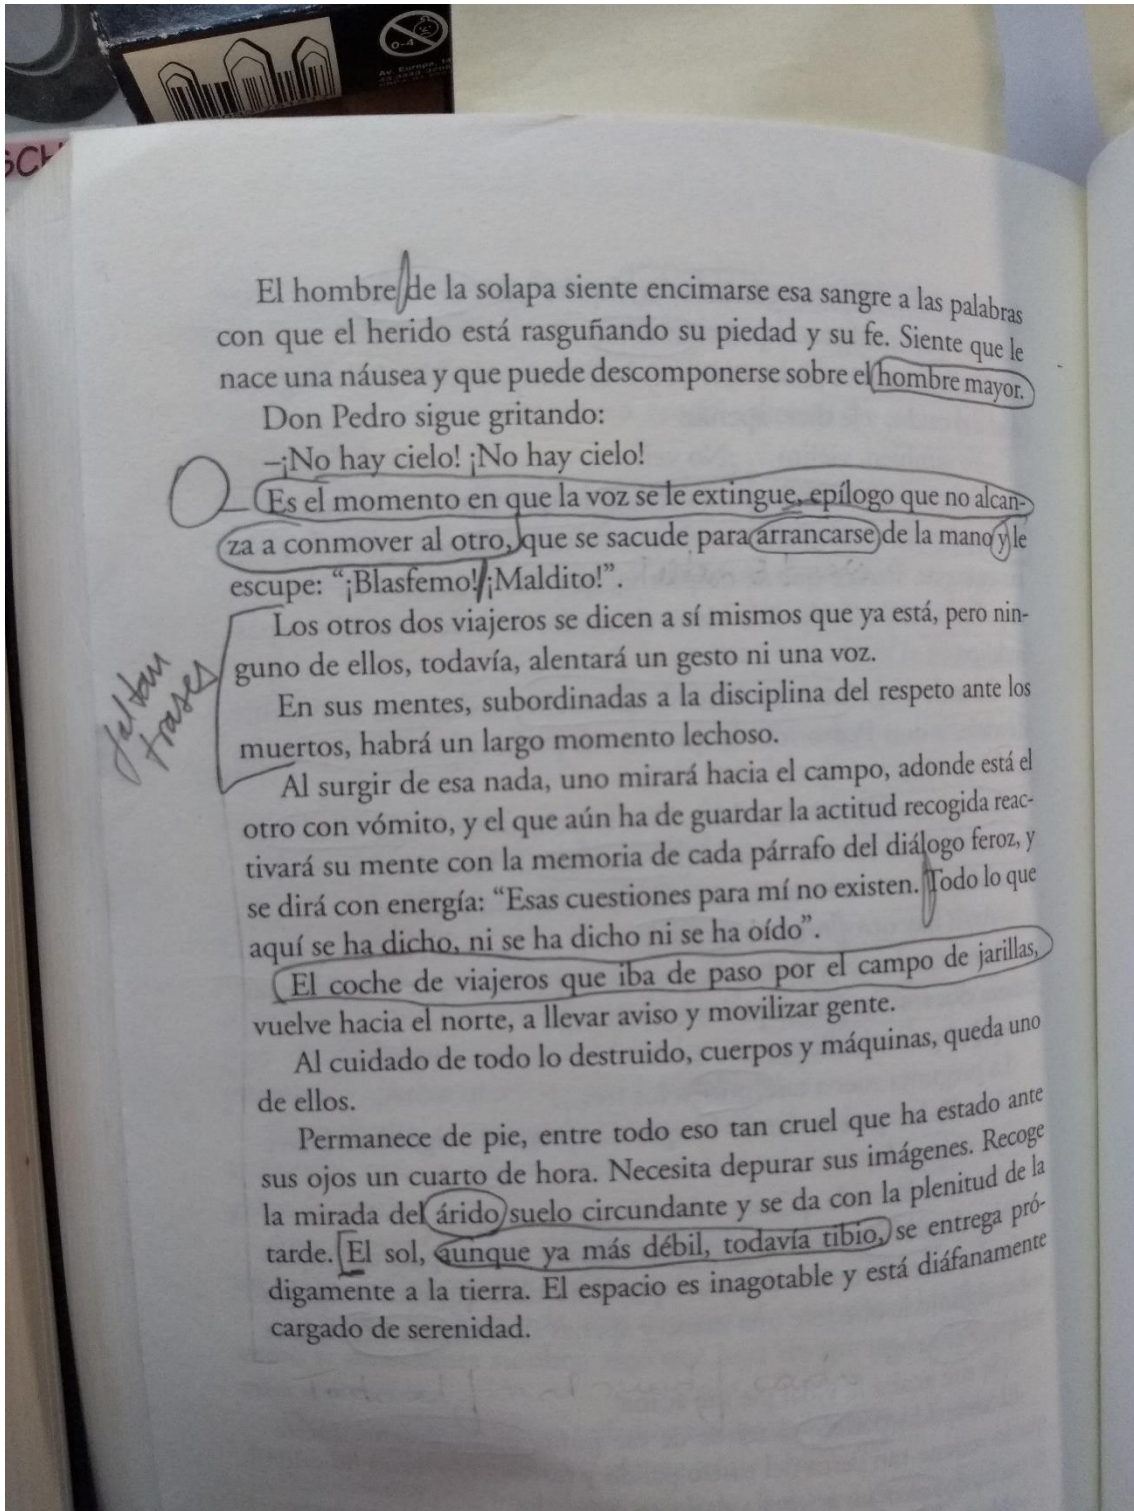 0-4
Av. Europa,
SCH
El hombre de la solapa siente encimarse esa sangre a las palabras
con que el herido está rasguñando su piedad y su fe. Siente que le
nace una náusea y que puede descomponerse sobre el hombre mayor.
Don Pedro sigue gritando:
–¡No hay cielo! ¡No hay cielo!
Es el momento en que la voz se le extingue, epílogo que no alcan-
za a conmover al otro, que se sacude para arrancarse de la mano y le
escupe: “¡Blasfemo! ¡Maldito!”.
Los otros dos viajeros se dicen a sí mismos que ya está, pero nin-
guno de ellos, todavía, alentará un gesto ni una voz.
En sus mentes, subordinadas a la disciplina del respeto ante los
muertos, habrá un largo momento lechoso.
faltan
frases
Al surgir de esa nada, uno mirará hacia el campo, adonde está el
otro con vómito, y el que aún ha de guardar la actitud recogida reac-
tivará su mente con la memoria de cada párrafo del diálogo feroz, y
se dirá con energía: “Esas cuestiones para mí no existen. Todo lo que
aquí se ha dicho, ni se ha dicho ni se ha oído”.
El coche de viajeros que iba de paso por el campo de jarillas,
vuelve hacia el norte, a llevar aviso y movilizar gente.
Al cuidado de todo lo destruido, cuerpos y máquinas, queda uno
de ellos.
Permanece de pie, entre todo eso tan cruel que ha estado ante
sus ojos un cuarto de hora. Necesita depurar sus imágenes. Recoge
la mirada del árido suelo circundante y se da con la plenitud de la
tarde. El sol, aunque ya más débil, todavía tibio, se entrega pró-
digamente a la tierra. El espacio es inagotable y está diáfanamente
cargado de serenidad.